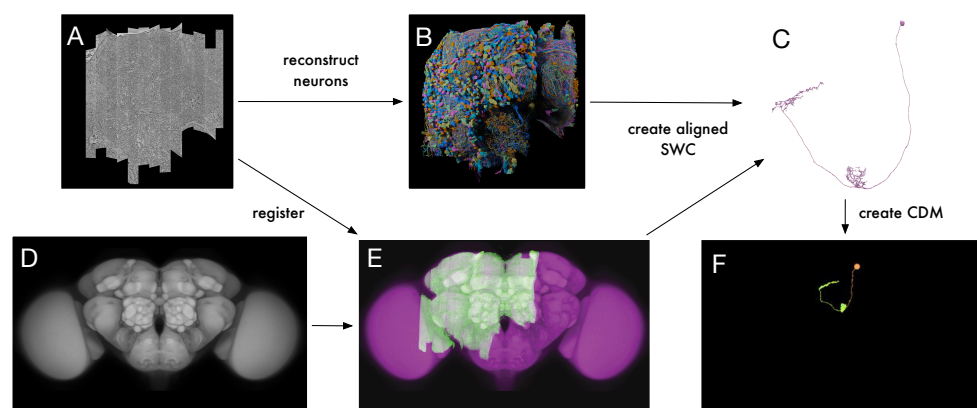 A
reconstruct
neurons
B
create aligned
SWC
C
register
create CDM
D
E
F